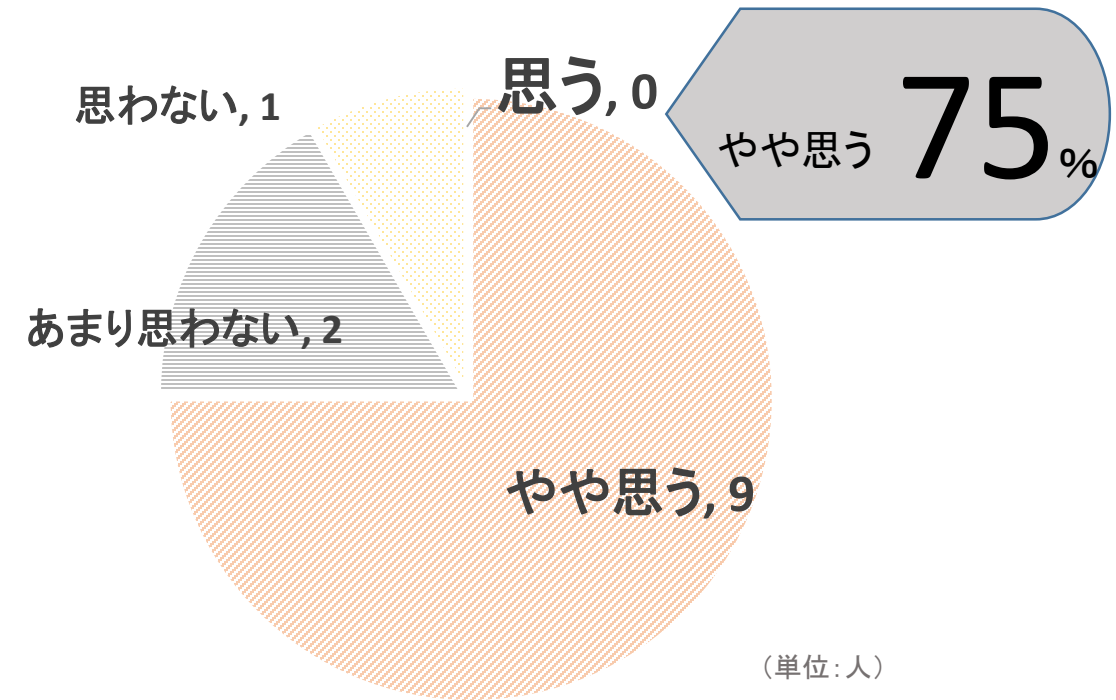 思う, 0
やや思う 75%
思わない, 1
あまり思わない, 2
やや思う, 9
（単位：人）